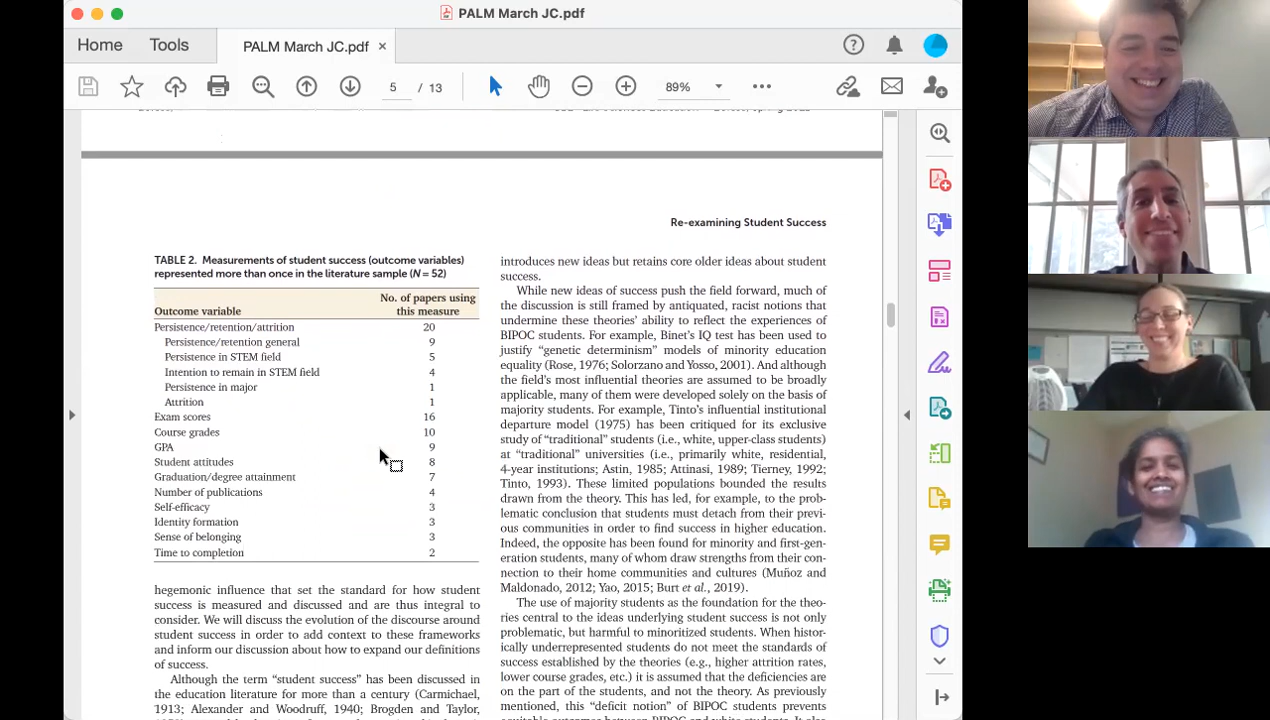 PALM March JC.pdf
Home
Tools
PALM March JC.pdf ×
5 / 13
89%
Re-examining Student Success
TABLE 2. Measurements of student success (outcome variables)
represented more than once in the literature sample (N = 52)
No. of papers using
Outcome variable this measure
Persistence/retention/attrition 20
Persistence/retention general 9
Persistence in STEM field 5
Intention to remain in STEM field 4
Persistence in major 1
Attrition 1
Exam scores 16
Course grades 10
GPA 9
Student attitudes 8
Graduation/degree attainment 7
Number of publications 4
Self-efficacy 3
Identity formation 3
Sense of belonging 3
Time to completion 2
hegemonic influence that set the standard for how student
success is measured and discussed and are thus integral to
consider. We will discuss the evolution of the discourse around
student success in order to add context to these frameworks
and inform our discussion about how to expand our definitions
of success.
Although the term “student success” has been discussed in
the education literature for more than a century (Carmichael,
1913; Alexander and Woodruff, 1940; Brogden and Taylor,
introduces new ideas but retains core older ideas about student
success.
While new ideas of success push the field forward, much of
the discussion is still framed by antiquated, racist notions that
undermine these theories’ ability to reflect the experiences of
BIPOC students. For example, Binet’s IQ test has been used to
justify “genetic determinism” models of minority education
equality (Rose, 1976; Solorzano and Yosso, 2001). And although
the field’s most influential theories are assumed to be broadly
applicable, many of them were developed solely on the basis of
majority students. For example, Tinto’s influential institutional
departure model (1975) has been critiqued for its exclusive
study of “traditional” students (i.e., white, upper-class students)
at “traditional” universities (i.e., primarily white, residential,
4-year institutions; Astin, 1985; Attinasi, 1989; Tierney, 1992;
Tinto, 1993). These limited populations bounded the results
drawn from the theory. This has led, for example, to the prob-
lematic conclusion that students must detach from their previ-
ous communities in order to find success in higher education.
Indeed, the opposite has been found for minority and first-gen-
eration students, many of whom draw strengths from their con-
nection to their home communities and cultures (Muñoz and
Maldonado, 2012; Yao, 2015; Burt et al., 2019).
The use of majority students as the foundation for the theo-
ries central to the ideas underlying student success is not only
problematic, but harmful to minoritized students. When histor-
ically underrepresented students do not meet the standards of
success established by the theories (e.g., higher attrition rates,
lower course grades, etc.) it is assumed that the deficiencies are
on the part of the students, and not the theory. As previously
mentioned, this “deficit notion” of BIPOC students prevents